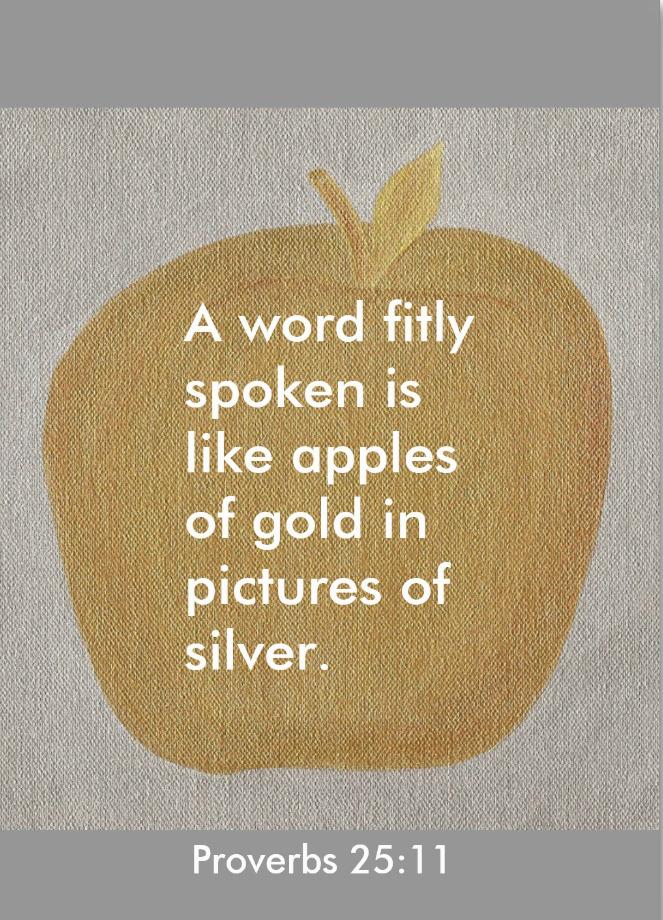 A word fitly
spoken is
like apples
of gold in
pictures of
silver.
Proverbs 25:11